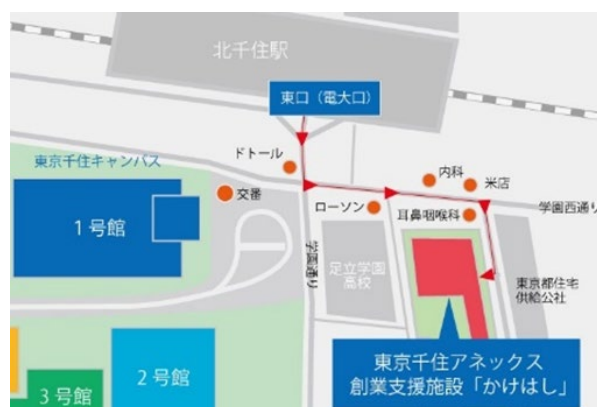 北千住駅
東口（電大口）
ドトール
東京千住キャンパス
内科
米店
交番
ローソン
耳鼻咽喉科
学園西通り
1号館
学園通り
足立学園
高校
東京都住宅
供給公社
東京千住アネックス
創業支援施設「かけはし」
2号館
3号館